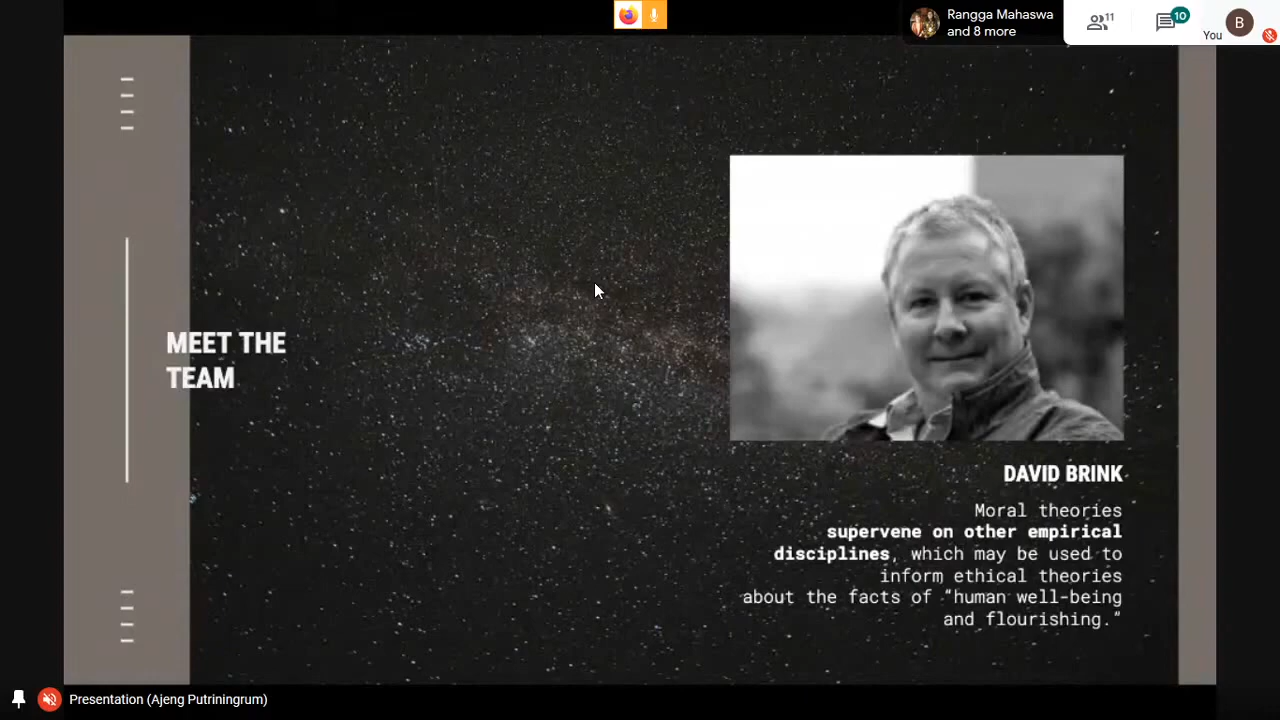 Rangga Mahaswa
and 8 more
11
10
You
B
MEET THE
TEAM
DAVID BRINK
Moral theories
supervene on other empirical
disciplines, which may be used to
inform ethical theories
about the facts of “human well-being
and flourishing.”
Presentation (Ajeng Putriningrum)